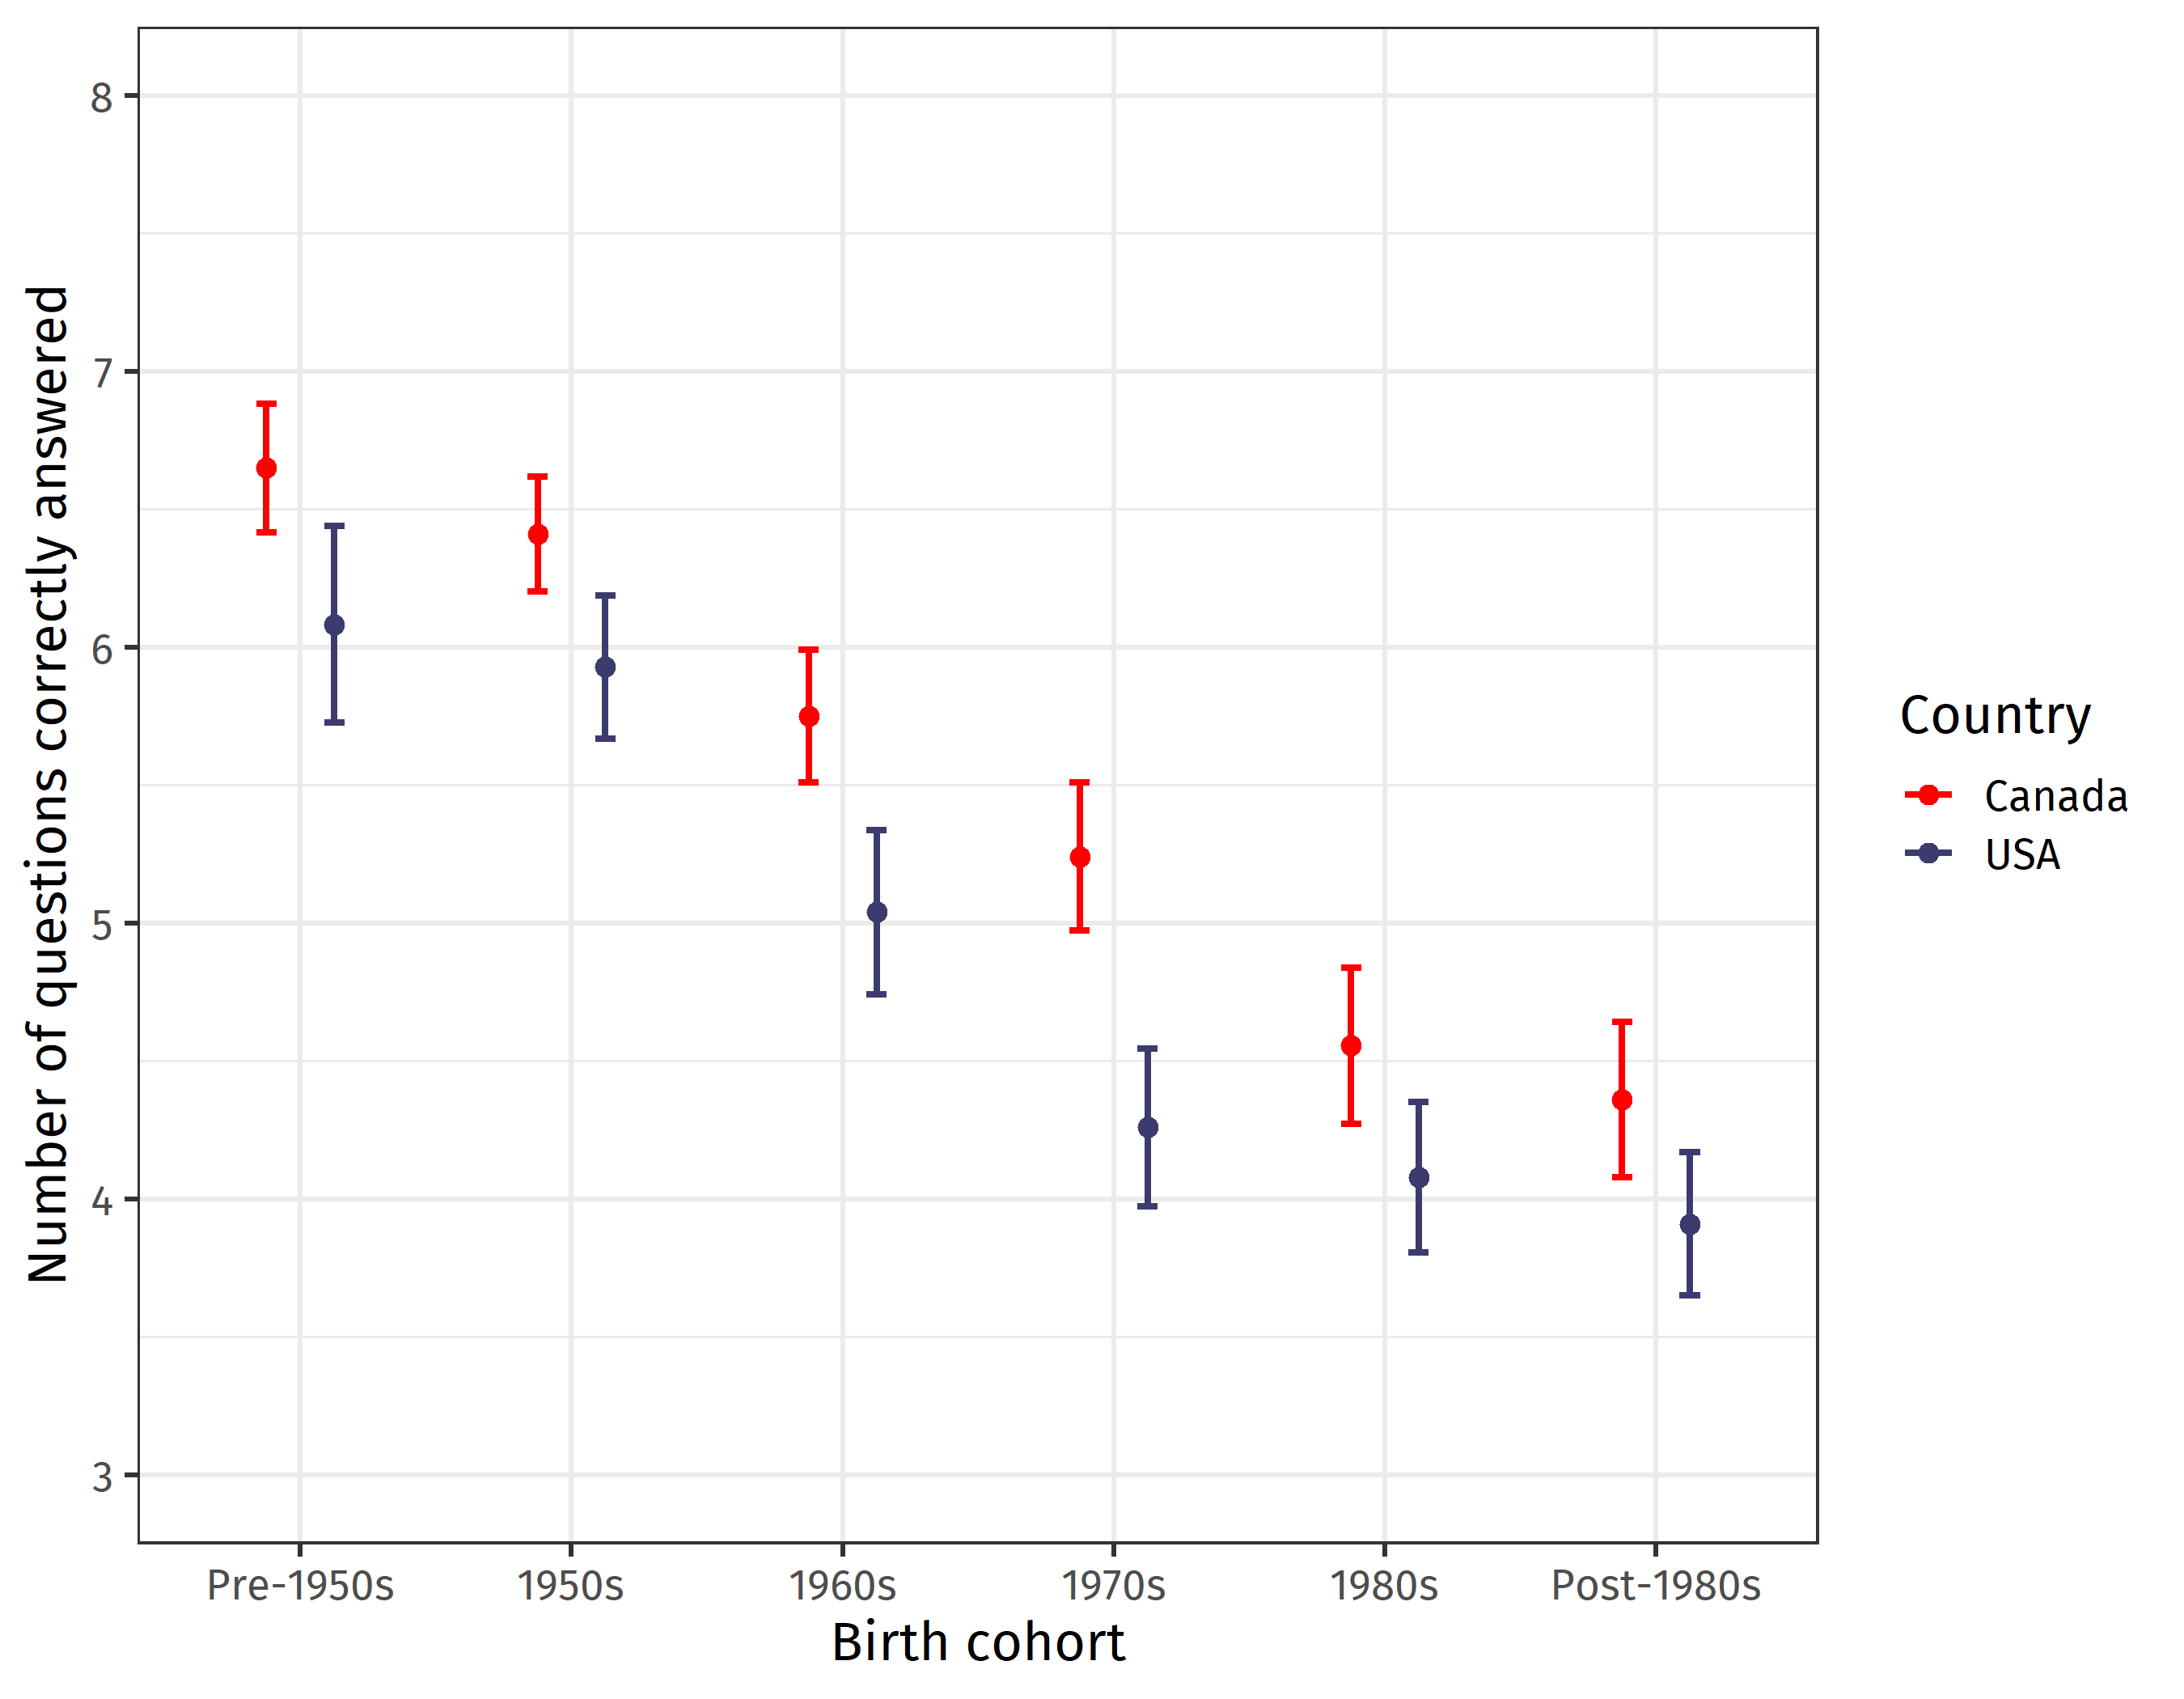 Number of questions correctly answered
8
7
6
5
4
3
Pre-1950s 1950s 1960s 1970s 1980s Post-1980s
Birth cohort
Country
Canada
USA